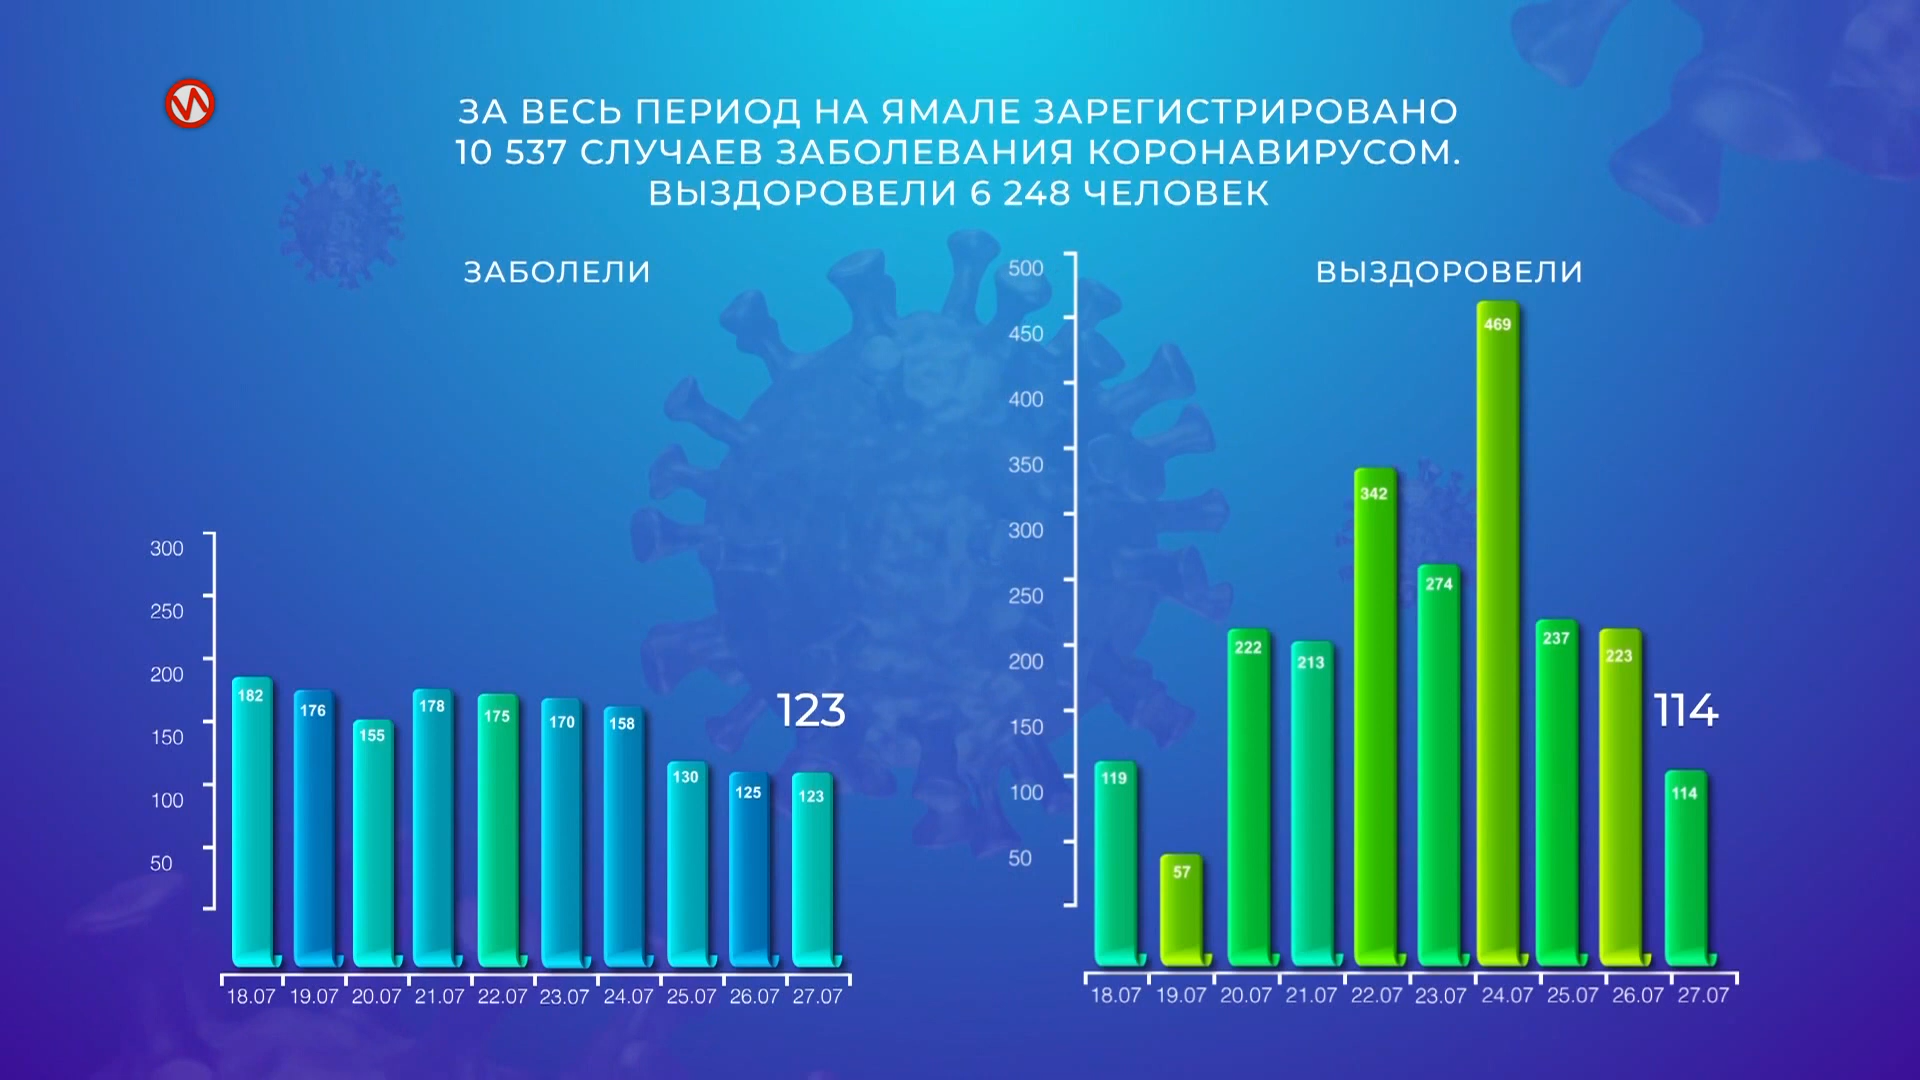 ЗА ВЕСЬ ПЕРИОД НА ЯМАЛЕ ЗАРЕГИСТРИРОВАНО
10 537 СЛУЧАЕВ ЗАБОЛЕВАНИЯ КОРОНАВИРУСОМ.
ВЫЗДОРОВЕЛИ 6 248 ЧЕЛОВЕК
ЗАБОЛЕЛИ
300
250
200
150
100
50
182 176 155 178 175 170 158 130 125 123
123
18.07 19.07 20.07 21.07 22.07 23.07 24.07 25.07 26.07 27.07
ВЫЗДОРОВЕЛИ
500
450
400
350
300
250
200
150
100
50
119 57 222 213 342 274 469 237 223 114
114
18.07 19.07 20.07 21.07 22.07 23.07 24.07 25.07 26.07 27.07